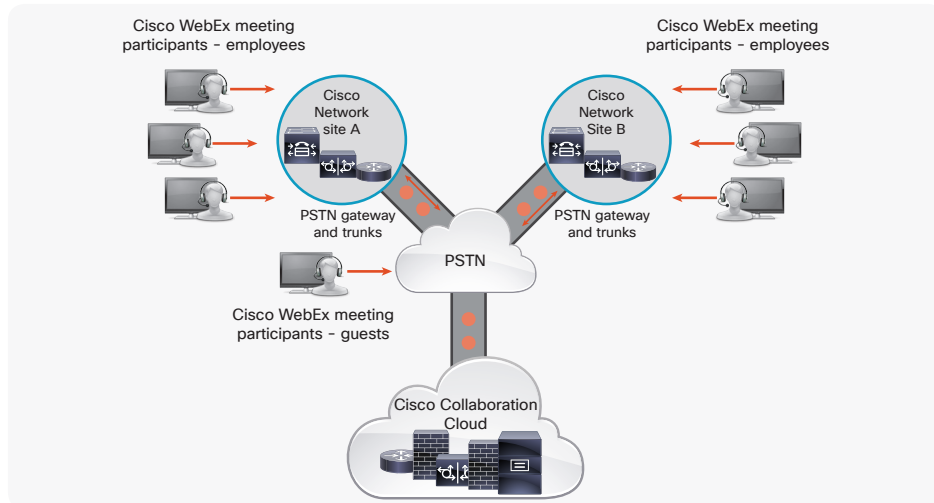 Cisco WebEx meeting
participants - employees
Cisco WebEx meeting
participants - employees
Cisco
Network
site A
Cisco
Network
Site B
PSTN gateway
and trunks
PSTN gateway
and trunks
PSTN
Cisco WebEx meeting
participants - guests
Cisco Collaboration
Cloud